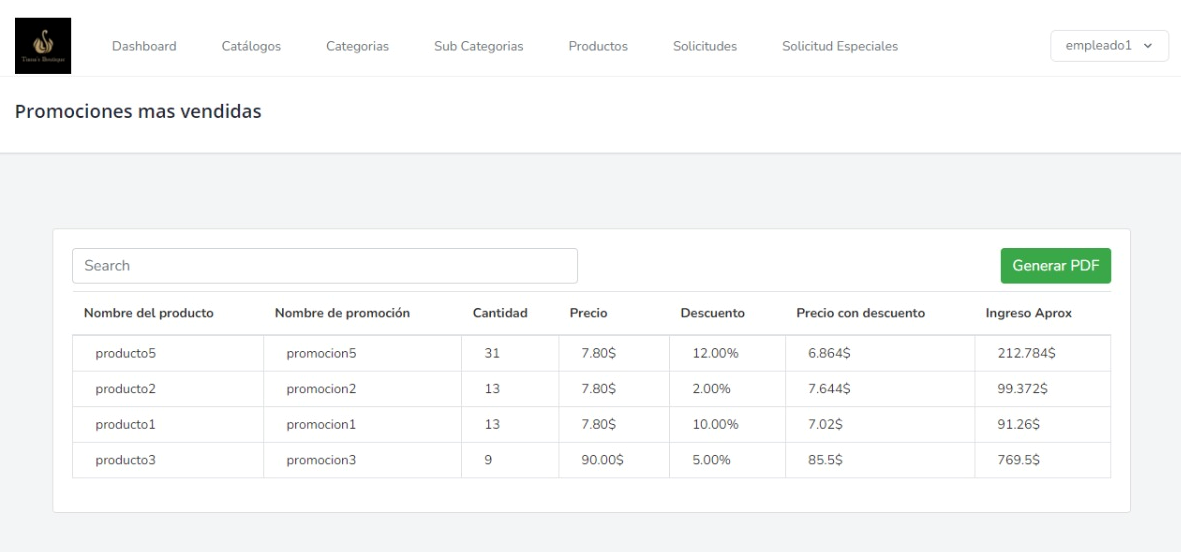 Dashboard Catálogos Categorias Sub Categorias Productos Solicitudes Solicitud Especiales empleado1
Promociones mas vendidas
Search Generar PDF
Nombre del producto Nombre de promoción Cantidad Precio Descuento Precio con descuento Ingreso Aprox
producto5 promocion5 31 7.80$ 12.00% 6.864$ 212.784$
producto2 promocion2 13 7.80$ 2.00% 7.644$ 99.372$
producto1 promocion1 13 7.80$ 10.00% 7.02$ 91.26$
producto3 promocion3 9 90.00$ 5.00% 85.5$ 769.5$